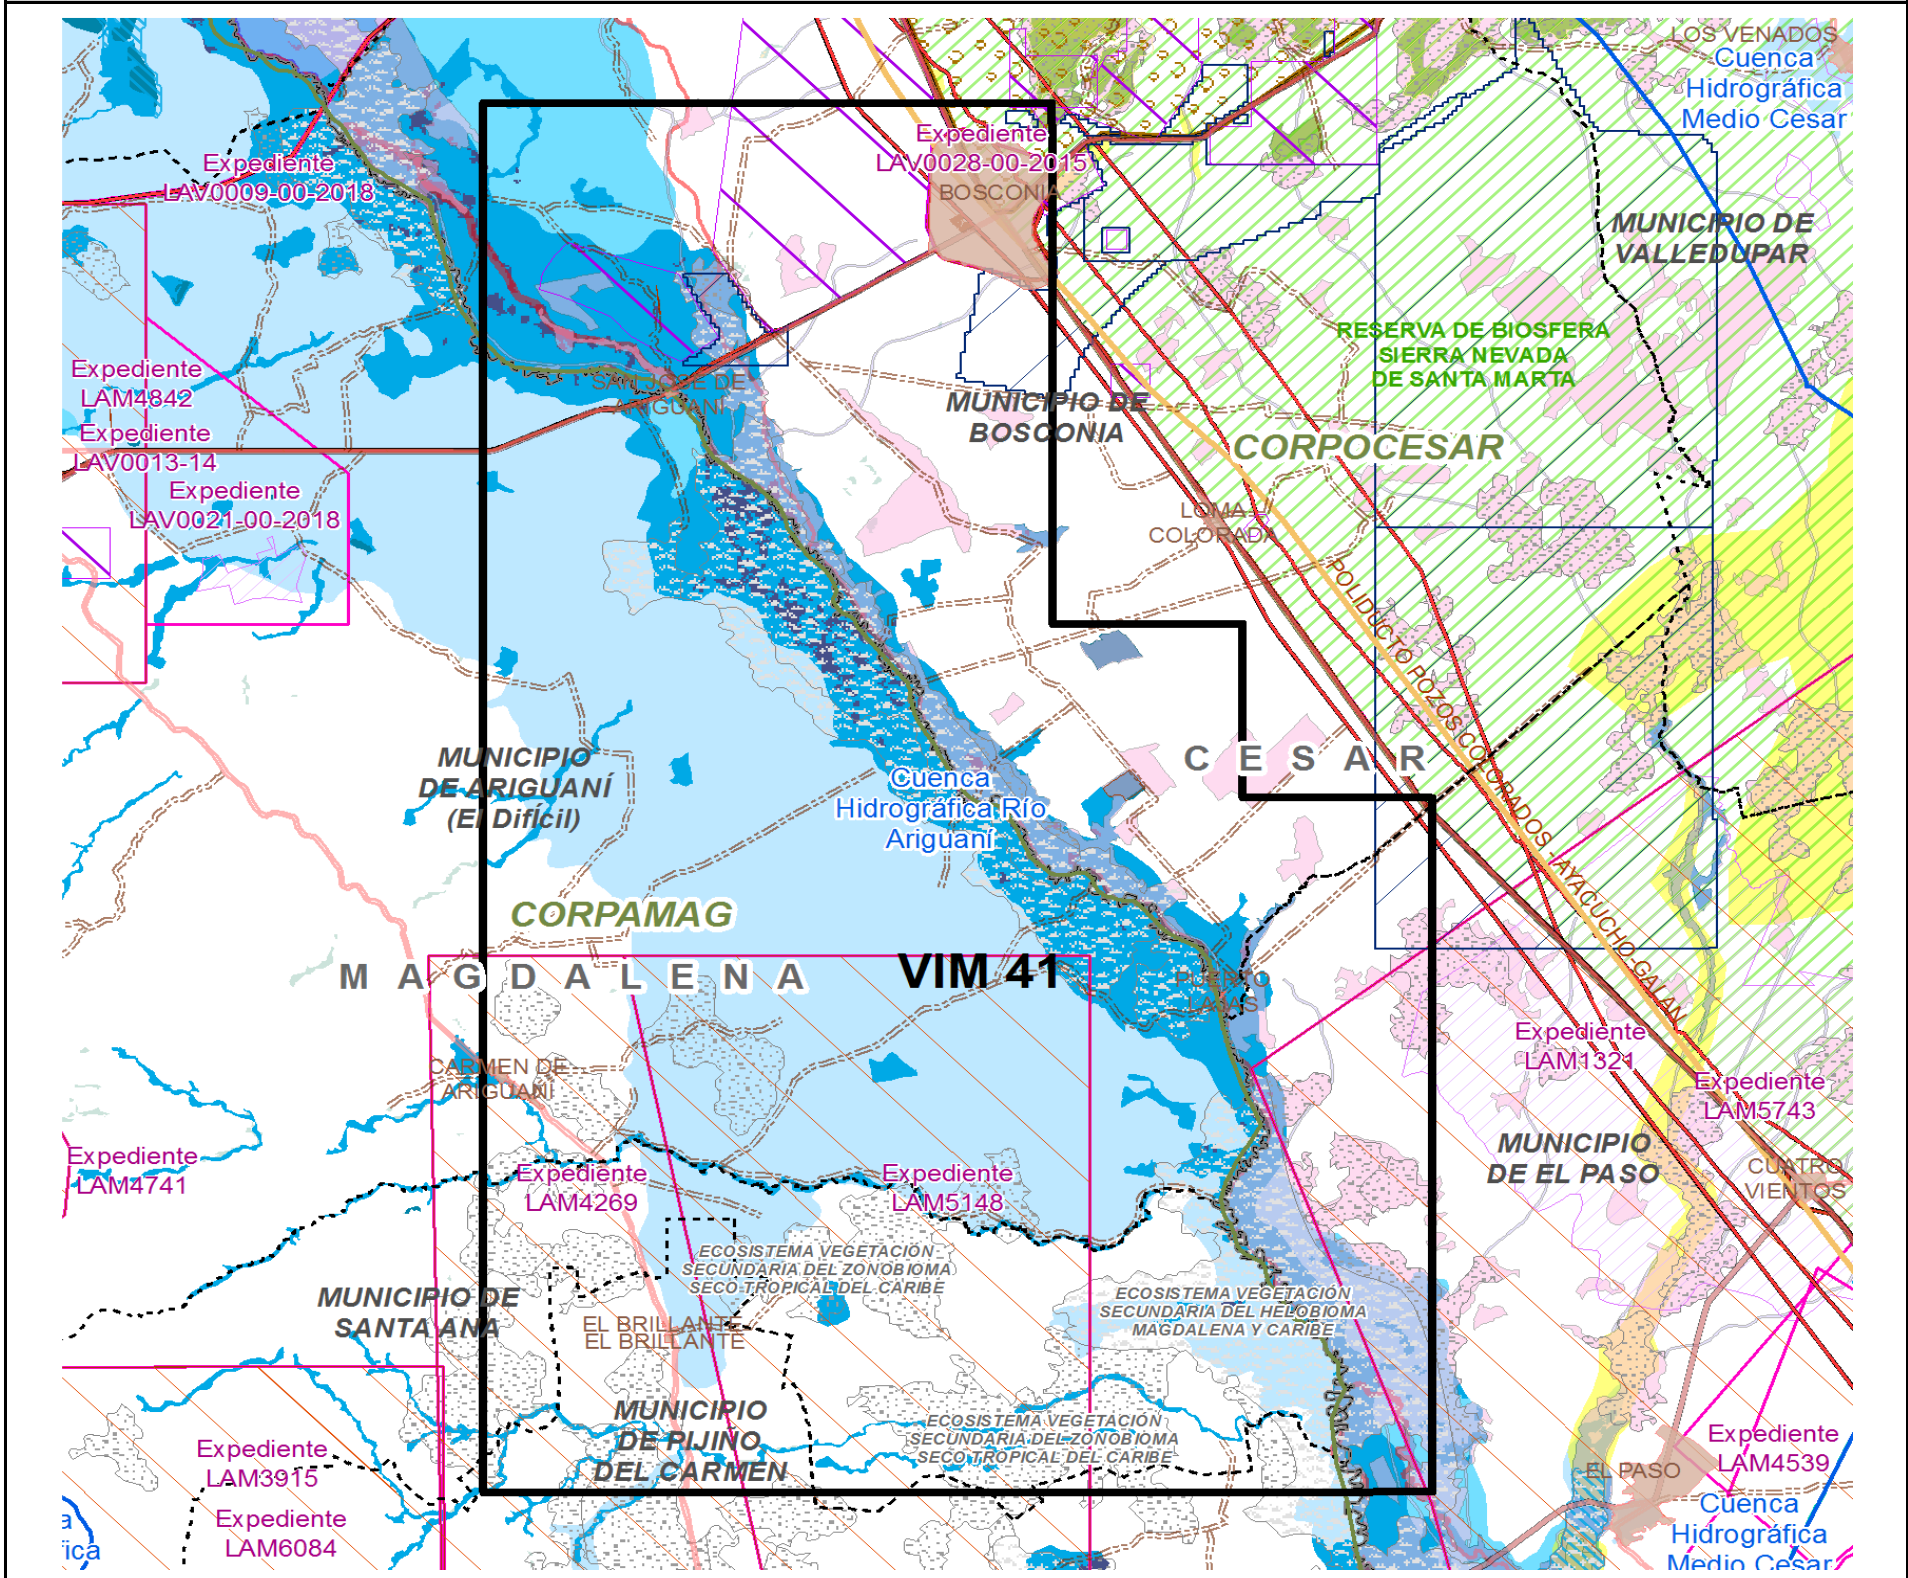 LOS VENADOS
Cuenca
Hidrográfica
Medio Cesar
Expediente
LAV0028-00-2015
BOSCONIA
Expediente
LAV0009-00-2018
MUNICIPIO DE
VALLEDUPAR
RESERVA DE BIOSFERA
SIERRA NEVADA
DE SANTA MARTA
Expediente
LAM4842
SAN JOSE DE
ARIGUANÍ
MUNICIPIO DE
BOSCONIA
Expediente
LAV0013-14
CORPOCESAR
Expediente
LAV0021-00-2018
LOMA
COLORADA
POLIDUCTO POZOS COLORADOS - AYACUCHO-GALAN
MUNICIPIO
DE ARIGUANÍ
(El Difícil)
C E S A R
Cuenca
Hidrográfica Río
Ariguaní
CORPAMAG
M A G D A L E N A
VIM 41
PUERTO
LAJAS
Expediente
LAM1321
CARMEN DE
ARIGUANÍ
Expediente
LAM5743
Expediente
LAM4741
Expediente
LAM4269
Expediente
LAM5148
MUNICIPIO
DE EL PASO
CUATRO
VIENTOS
ECOSISTEMA VEGETACIÓN
SECUNDARIA DEL ZONOBIOMA
SECO TROPICAL DEL CARIBE
ECOSISTEMA VEGETACIÓN
SECUNDARIA DEL HELOBIOMA
MAGDALENA Y CARIBE
MUNICIPIO DE
SANTA ANA
EL BRILLANTE
EL BRILLANTE
MUNICIPIO
DE PIJIÑO
DEL CARMEN
ECOSISTEMA VEGETACIÓN
SECUNDARIA DEL ZONOBIOMA
SECO TROPICAL DEL CARIBE
Expediente
LAM3915
Expediente
LAM4539
EL PASO
Expediente
LAM6084
Cuenca
Hidrográfica
Medio Cesar
a
fica